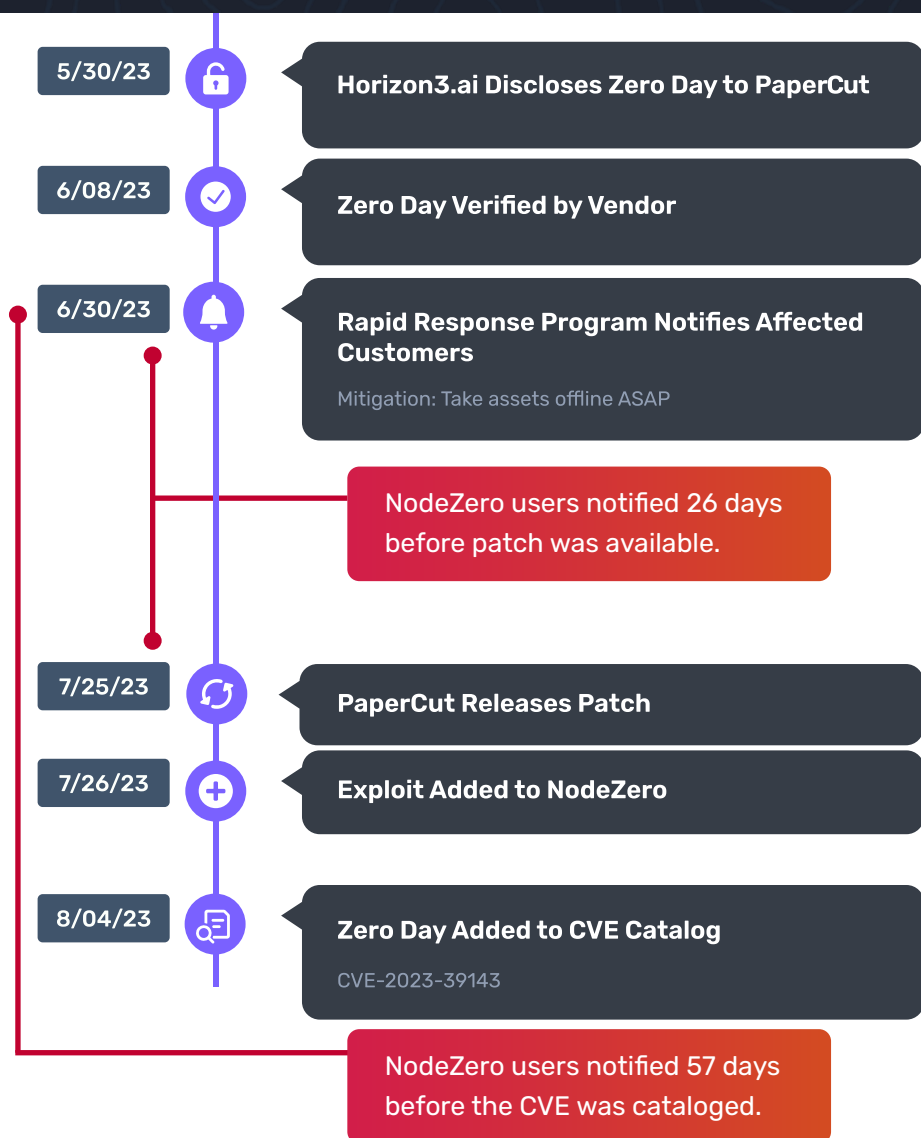 5/30/23
Horizon3.ai Discloses Zero Day to PaperCut
6/08/23
Zero Day Verified by Vendor
6/30/23
Rapid Response Program Notifies Affected
Customers
Mitigation: Take assets offline ASAP
NodeZero users notified 26 days
before patch was available.
7/25/23
PaperCut Releases Patch
7/26/23
Exploit Added to NodeZero
8/04/23
Zero Day Added to CVE Catalog
CVE-2023-39143
NodeZero users notified 57 days
before the CVE was cataloged.